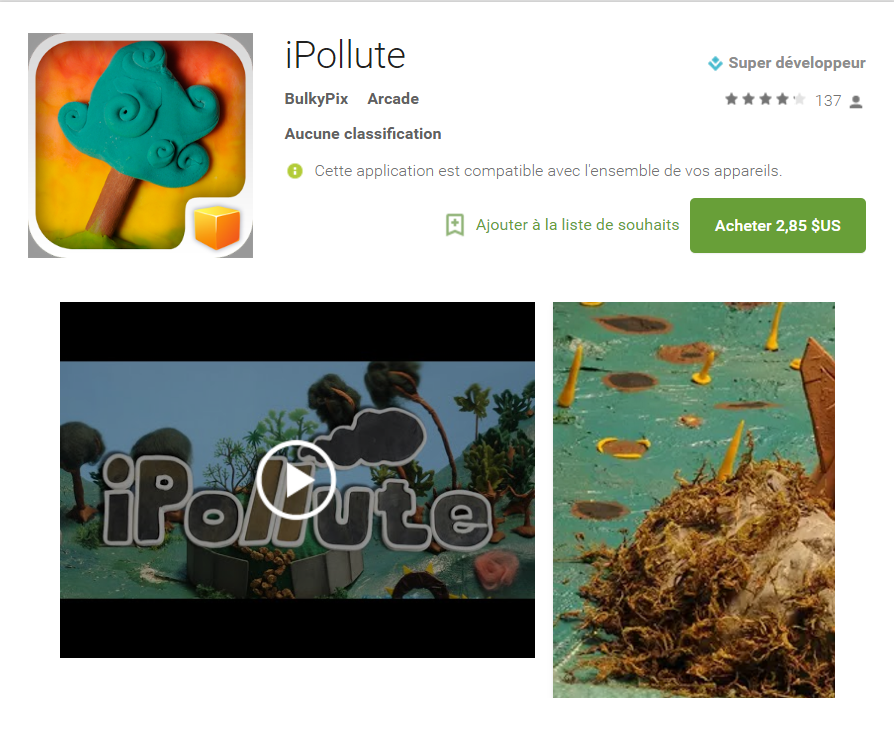 iPollute
Super développeur
BulkyPix Arcade
137
Aucune classification
Cette application est compatible avec l'ensemble de vos appareils.
Ajouter à la liste de souhaits
Acheter 2,85 $US
iPollute